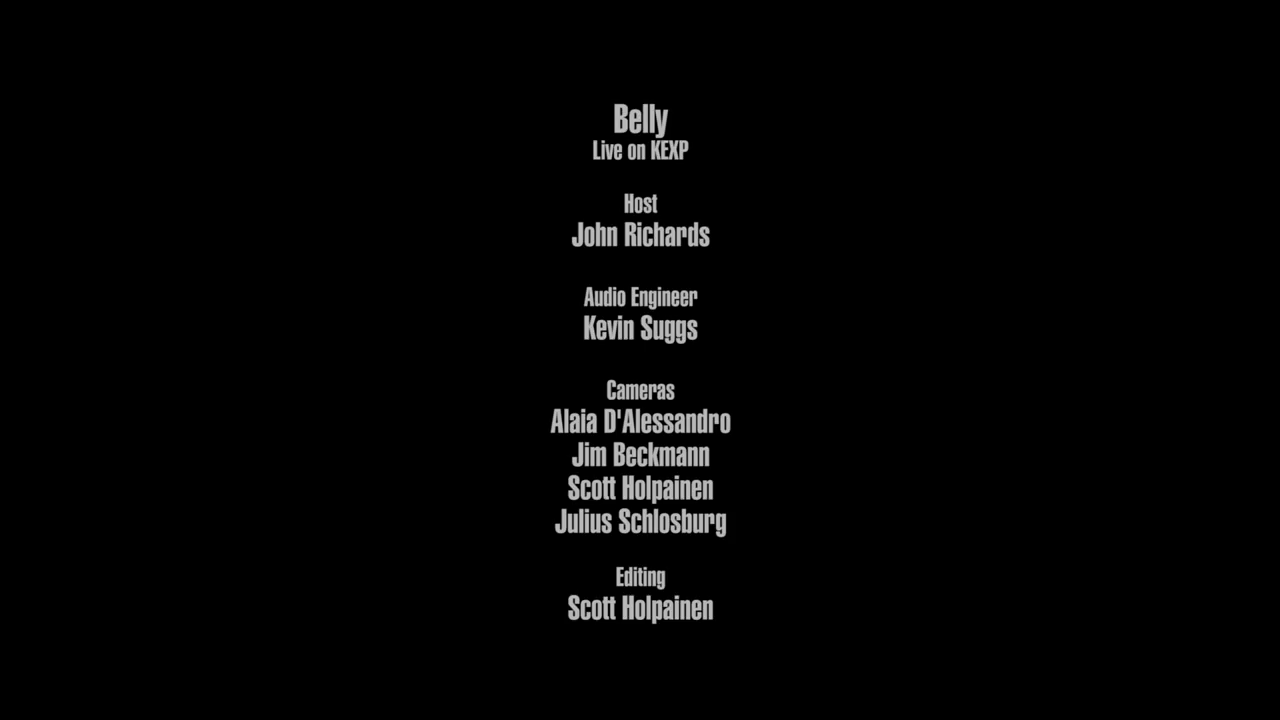 Belly
Live on KEXP
Host
John Richards
Audio Engineer
Kevin Suggs
Cameras
Alaia D'Alessandro
Jim Beckmann
Scott Holpainen
Julius Schlosburg
Editing
Scott Holpainen